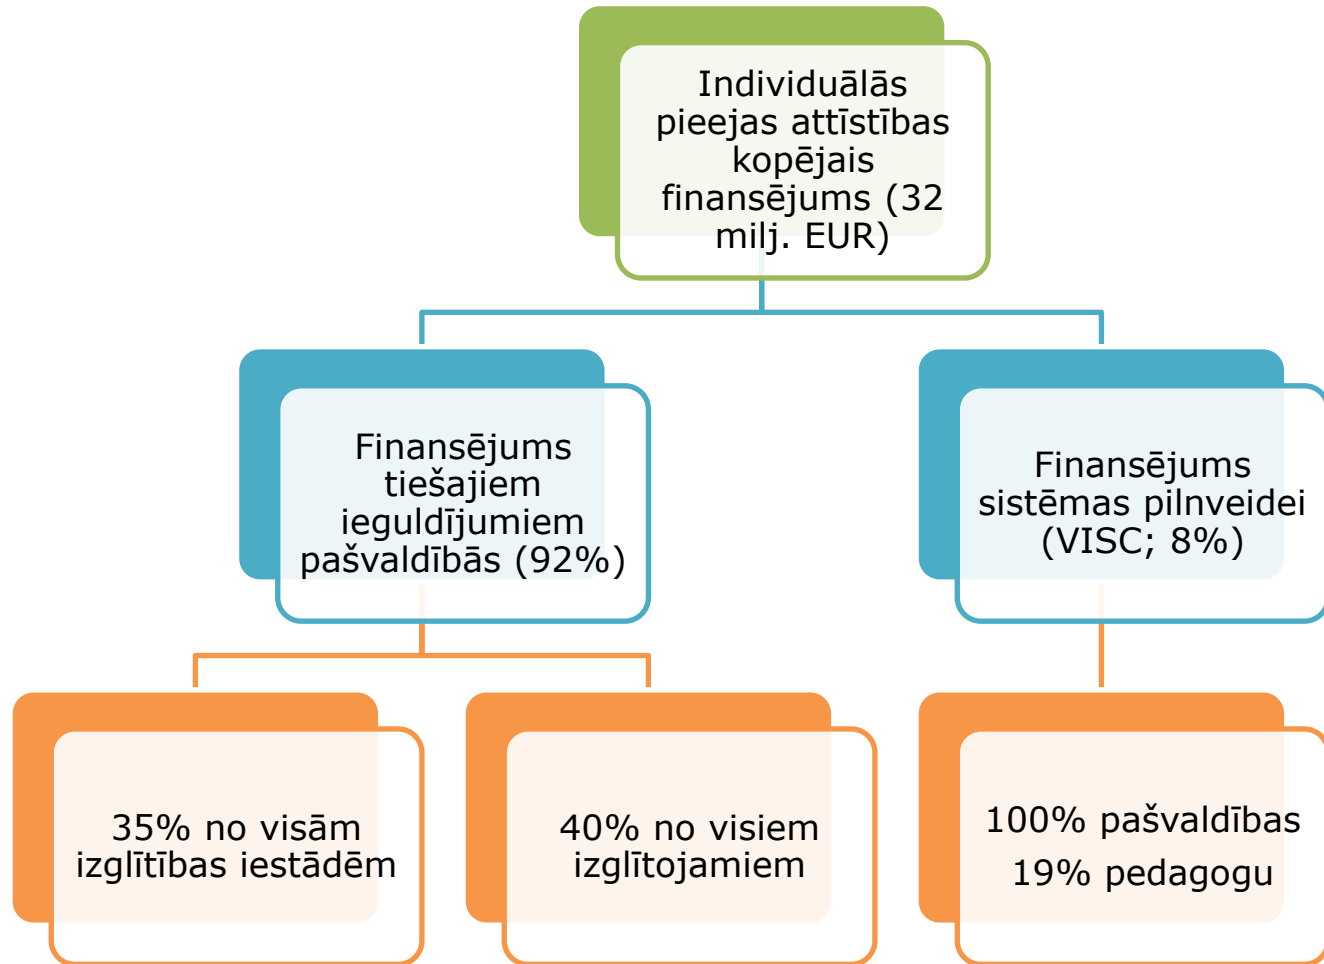 Individuālās
pieejas attīstības
kopējais
finansējums (32
milj. EUR)
Finansējums
tiešajiem
ieguldījumiem
pašvaldībās (92%)
Finansējums
sistēmas pilnveidei
(VISC; 8%)
35% no visām
izglītības iestādēm
40% no visiem
izglītojamiem
100% pašvaldības
19% pedagogu